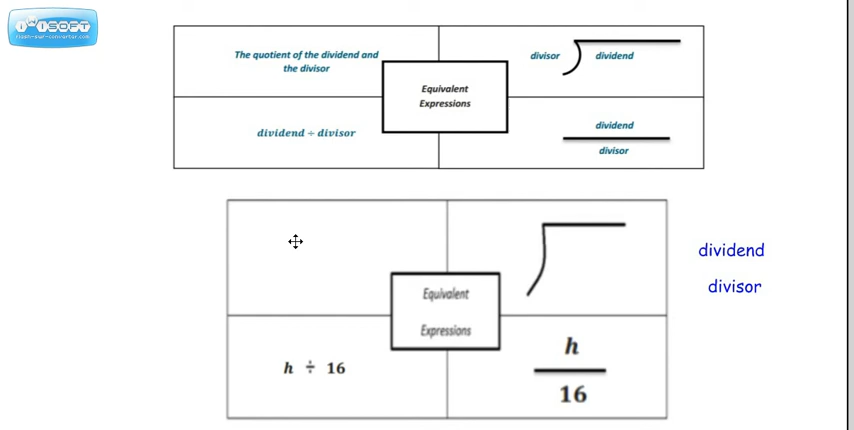 iWiSOFT
flash-swf-converter.com
The quotient of the dividend and
the divisor
divisor
dividend
Equivalent
Expressions
dividend ÷ divisor
dividend
divisor
dividend
divisor
Equivalent
Expressions
h ÷ 16
h
16